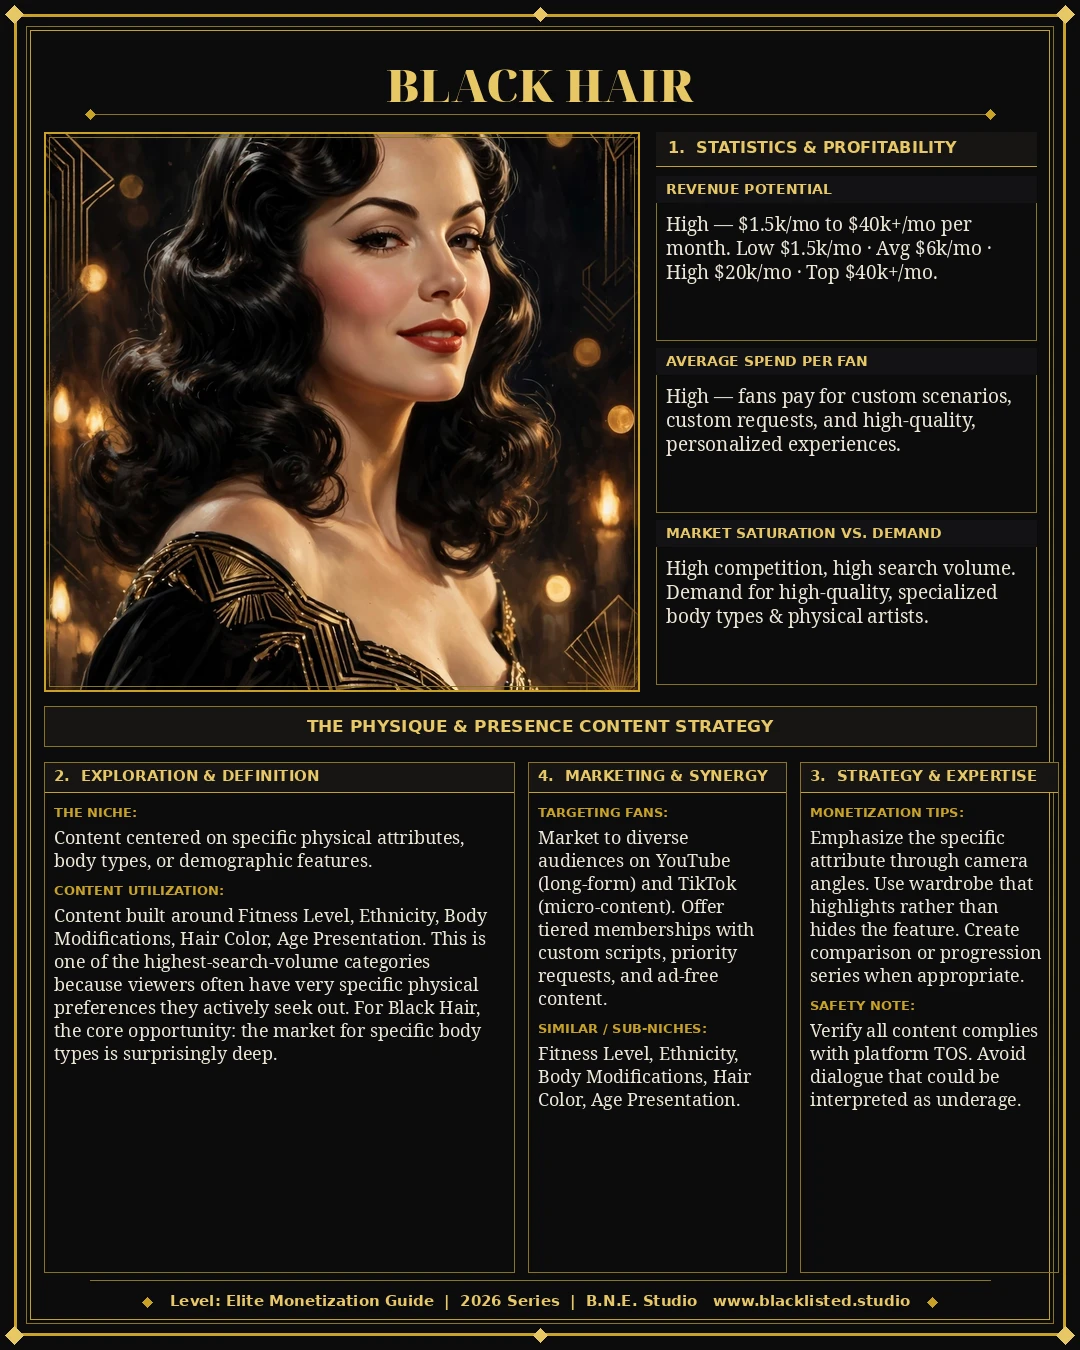 BLACK HAIR
1. STATISTICS & PROFITABILITY
REVENUE POTENTIAL
High — $1.5k/mo to $40k+/mo per
month. Low $1.5k/mo · Avg $6k/mo ·
High $20k/mo · Top $40k+/mo.
AVERAGE SPEND PER FAN
High — fans pay for custom scenarios,
custom requests, and high-quality,
personalized experiences.
MARKET SATURATION VS. DEMAND
High competition, high search volume.
Demand for high-quality, specialized
body types & physical artists.
THE PHYSIQUE & PRESENCE CONTENT STRATEGY
2. EXPLORATION & DEFINITION
THE NICHE:
Content centered on specific physical attributes,
body types, or demographic features.
CONTENT UTILIZATION:
Content built around Fitness Level, Ethnicity, Body
Modifications, Hair Color, Age Presentation. This is
one of the highest-search-volume categories
because viewers often have very specific physical
preferences they actively seek out. For Black Hair,
the core opportunity: the market for specific body
types is surprisingly deep.
4. MARKETING & SYNERGY
TARGETING FANS:
Market to diverse
audiences on YouTube
(long-form) and TikTok
(micro-content). Offer
tiered memberships with
custom scripts, priority
requests, and ad-free
content.
SIMILAR / SUB-NICHES:
Fitness Level, Ethnicity,
Body Modifications, Hair
Color, Age Presentation.
3. STRATEGY & EXPERTISE
MONETIZATION TIPS:
Emphasize the specific
attribute through camera
angles. Use wardrobe that
highlights rather than
hides the feature. Create
comparison or progression
series when appropriate.
SAFETY NOTE:
Verify all content complies
with platform TOS. Avoid
dialogue that could be
interpreted as underage.
Level: Elite Monetization Guide | 2026 Series | B.N.E. Studio www.blacklisted.studio